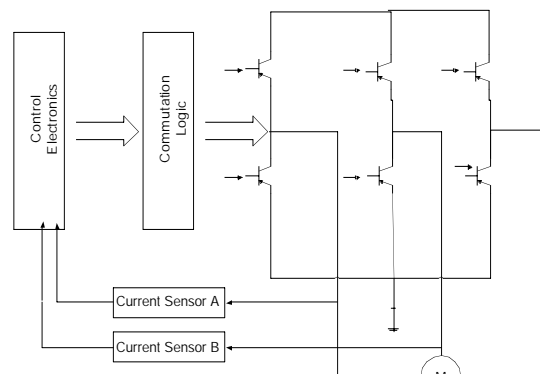 Control
Electronics
Commutation
Logic
Current Sensor A
Current Sensor B